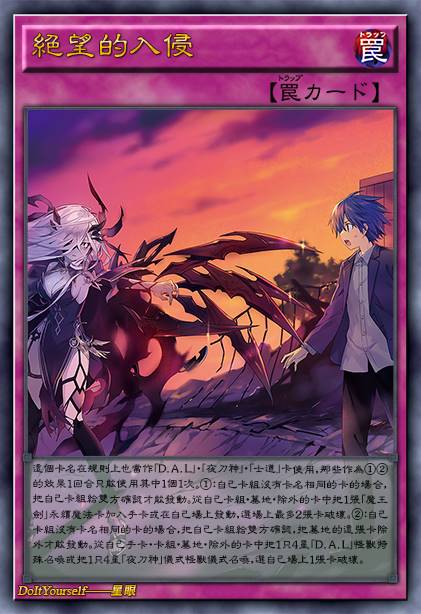 絕望的入侵
トラップ
罠
トラップ
【罠カード】
這個卡名在規則上也當作「D.A.L」・「夜刀神」・「士道」卡使用,那些作為①②
的效果1回合只能使用其中1個1次。①:自己卡組沒有卡名相同的卡的場合,
把自己卡組給雙方確認才能發動。從自己卡組・墓地・除外的卡中把1張「魔王
劍」永續魔法卡加入手卡或在自己場上發動,選場上最多2張卡破壞。②:自己
卡組沒有卡名相同的卡的場合,把自己卡組給雙方確認,把墓地的這張卡除
外才能發動。從自己手卡・卡組・墓地・除外的卡中把1只4星「D.A.L」怪獸特
殊召喚或把1只4星「夜刀神」儀式怪獸儀式召喚,選自己場上1張卡破壞。
DoItYourself——星眼